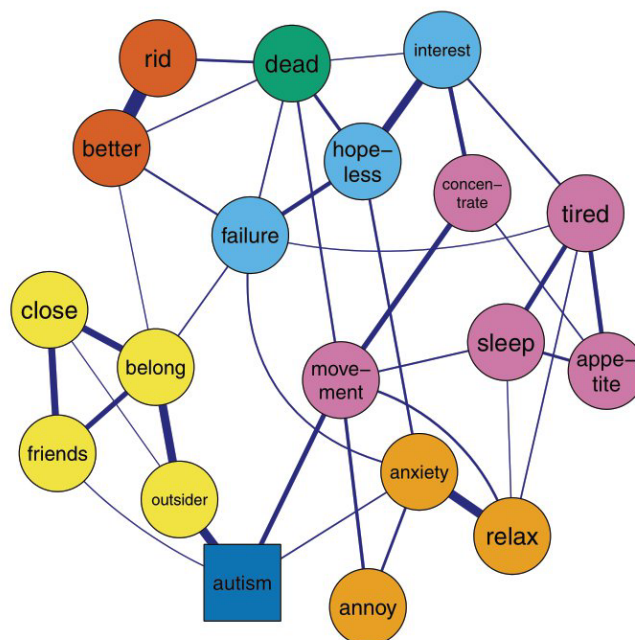 rid
dead
interest
better
hope–
less
concen–
trate
tired
failure
close
belong
move–
ment
sleep
appe–
tite
friends
outsider
anxiety
relax
autism
annoy